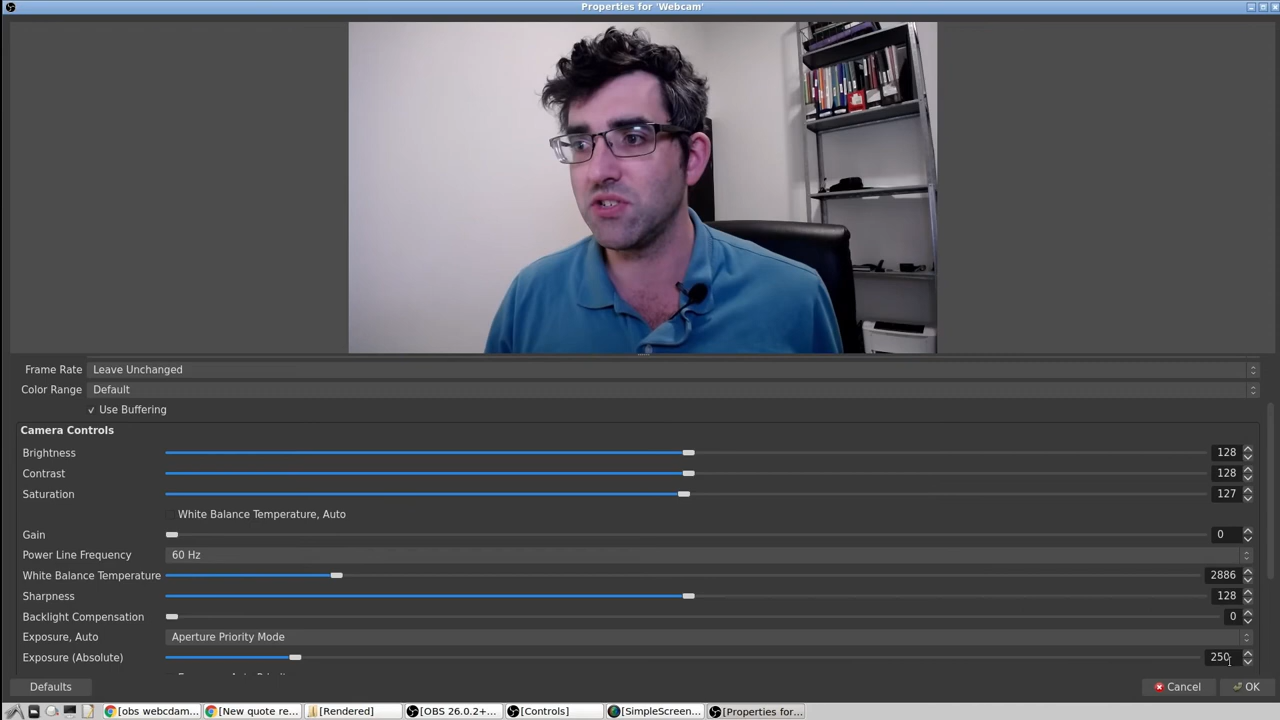 Properties for 'Webcam'
Frame Rate Leave Unchanged
Color Range Default
✓ Use Buffering
Camera Controls
Brightness 128
Contrast 128
Saturation 127
White Balance Temperature, Auto
Gain 0
Power Line Frequency 60 Hz
White Balance Temperature 2886
Sharpness 128
Backlight Compensation 0
Exposure, Auto Aperture Priority Mode
Exposure (Absolute) 250
Defaults Cancel OK
[obs webcdam... [New quote re... [Rendered] [OBS 26.0.2+... [Controls] [SimpleScreen... [Properties for...